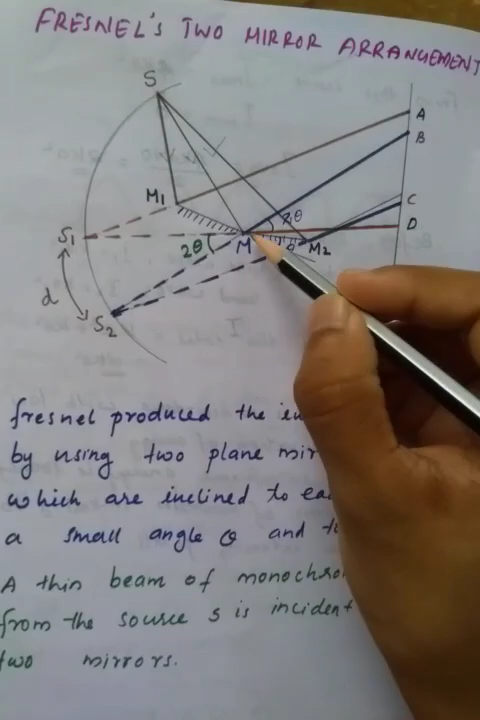 FRESNEL'S TWO MIRROR ARRANGEMENT
S
A
B
M1
2θ
C
S1
D
2θ
M
θ
M2
d
S2
fresnel produced the
by using two plane
which are inclined to
a small angle θ and
A thin beam of
from the source s is incident
two mirrors.